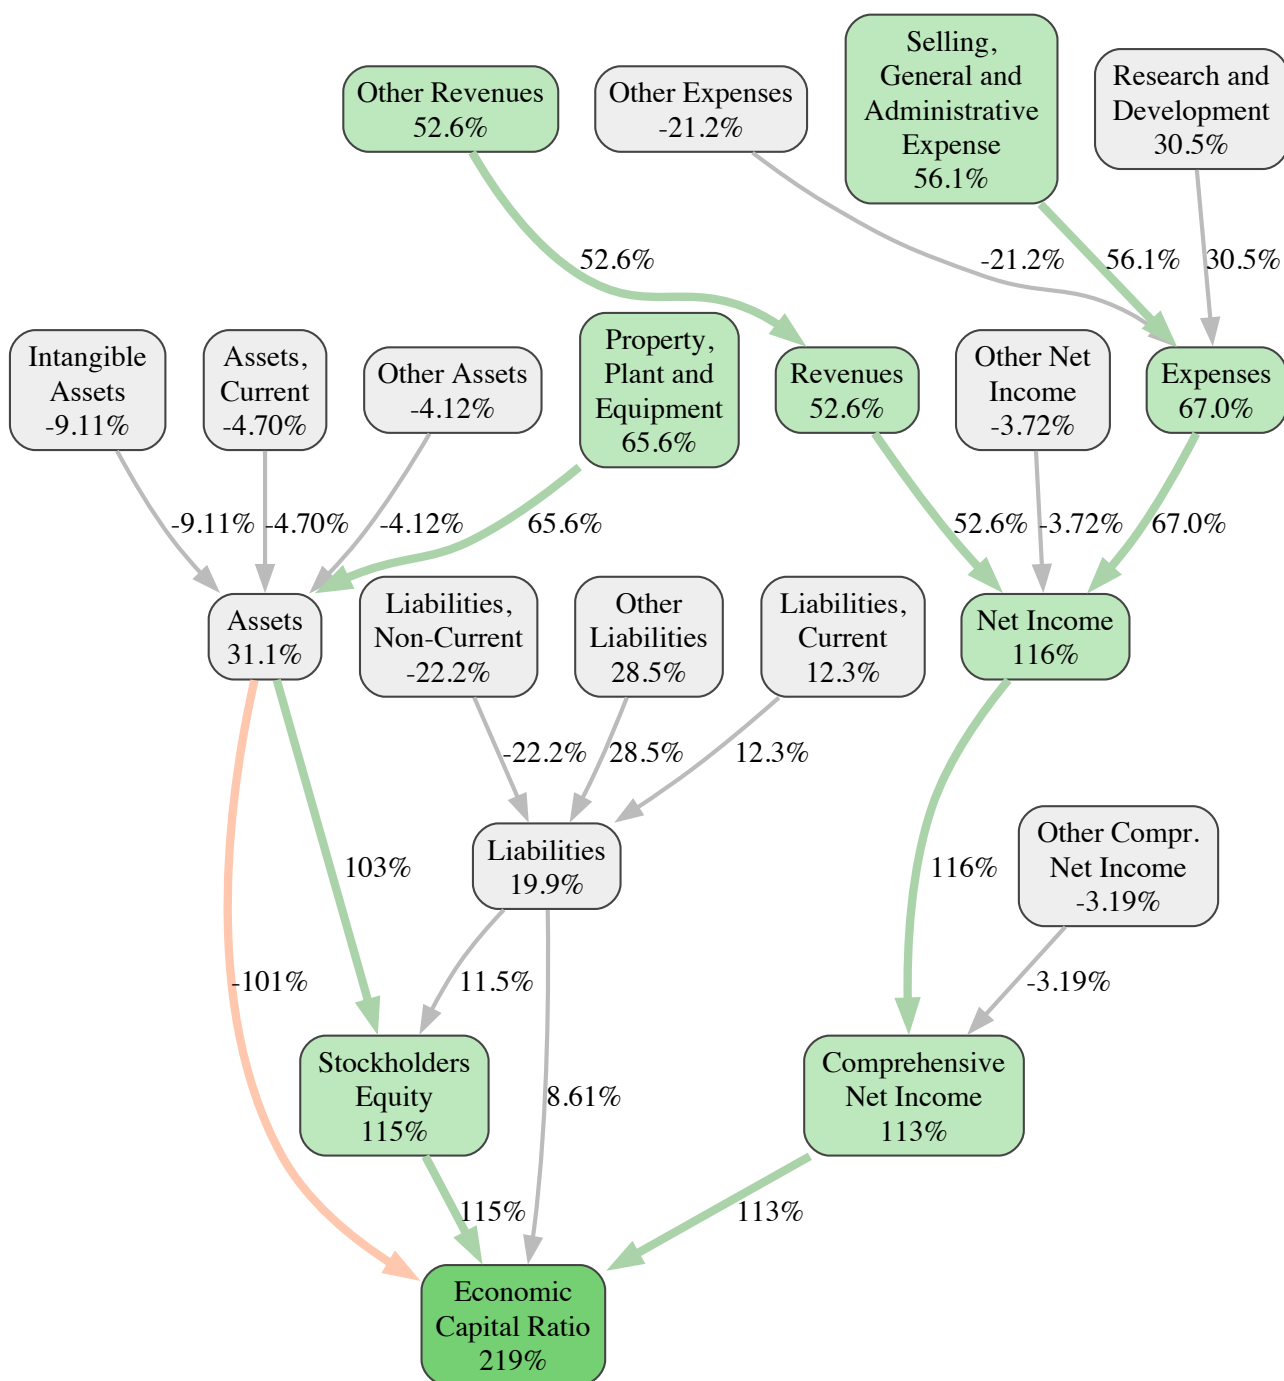 Other Revenues
52.6%
Other Expenses
-21.2%
Selling,
General and
Administrative
Expense
56.1%
Research and
Development
30.5%
52.6%
-21.2%
56.1%
30.5%
Intangible
Assets
-9.11%
Assets,
Current
-4.70%
Other Assets
-4.12%
Property,
Plant and
Equipment
65.6%
Revenues
52.6%
Other Net
Income
-3.72%
Expenses
67.0%
-9.11%
-4.70%
-4.12%
65.6%
52.6%
-3.72%
67.0%
Assets
31.1%
Liabilities,
Non-Current
-22.2%
Other
Liabilities
28.5%
Liabilities,
Current
12.3%
Net Income
116%
-22.2%
28.5%
12.3%
103%
Liabilities
19.9%
116%
Other Compr.
Net Income
-3.19%
-101%
11.5%
-3.19%
Stockholders
Equity
115%
8.61%
Comprehensive
Net Income
113%
115%
113%
Economic
Capital Ratio
219%